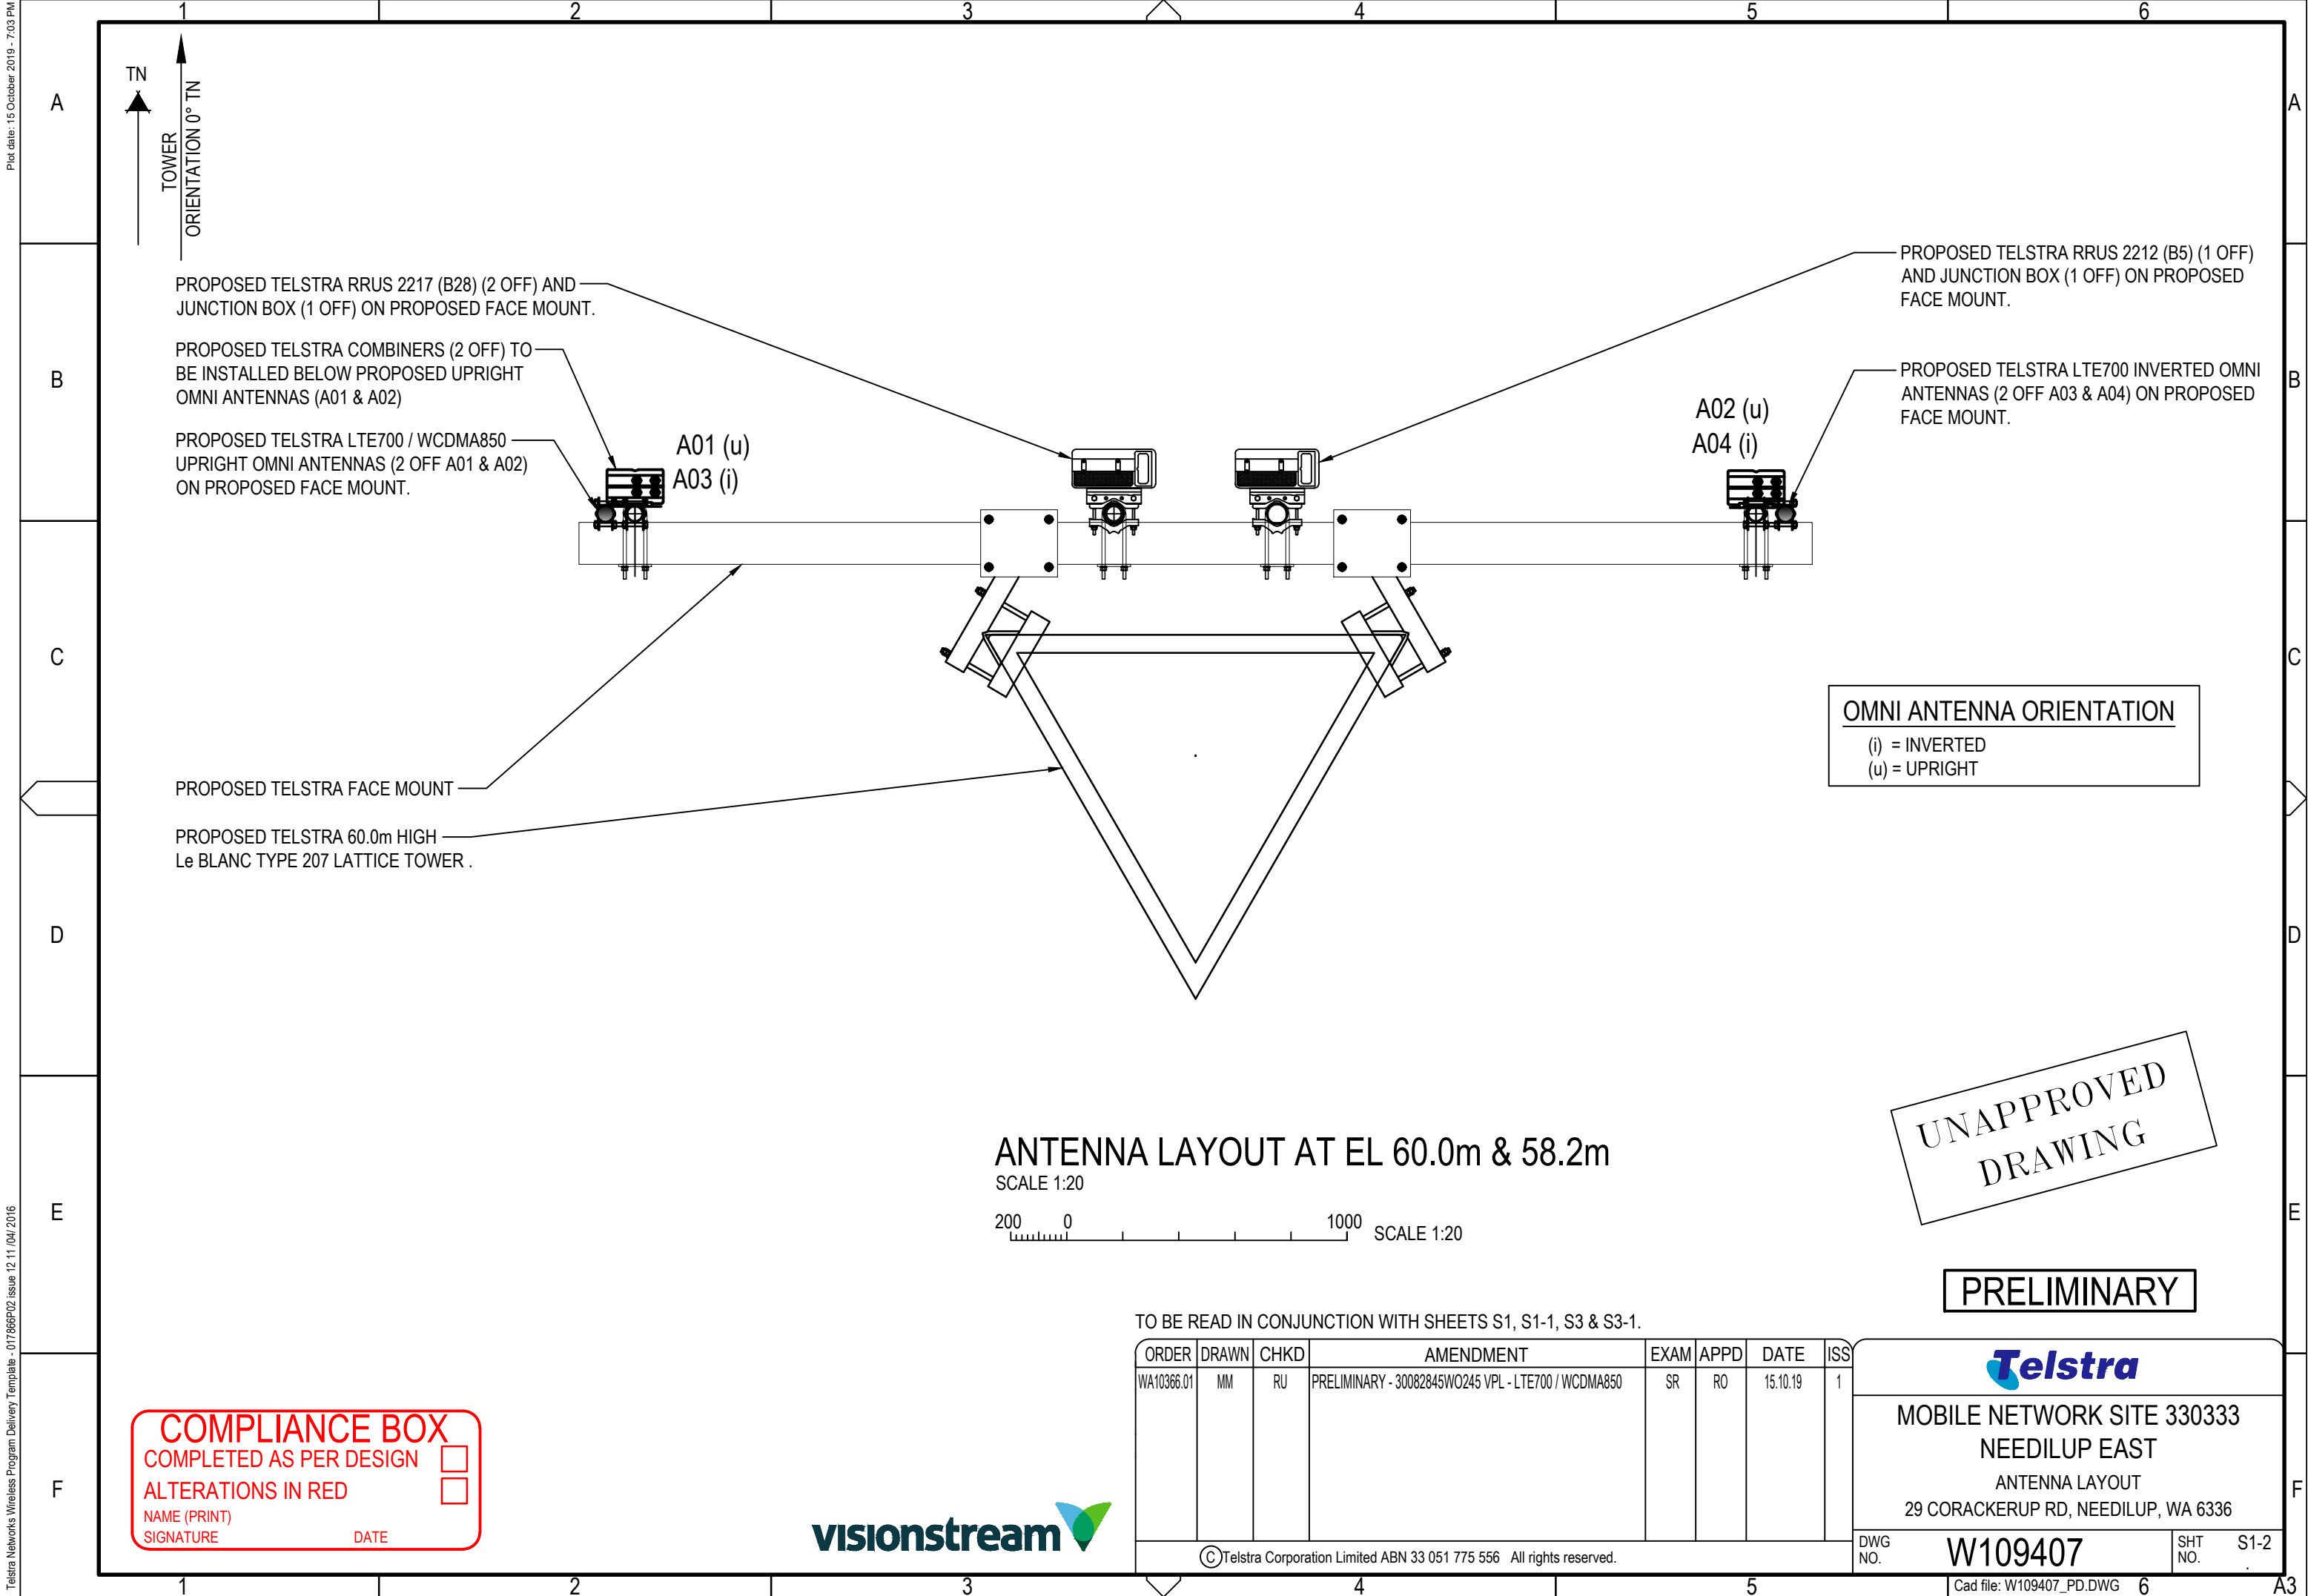 1 2 3 4 5 6
Plot date: 15 October 2019 - 7:03 PM
A
A
TN
TOWER
ORIENTATION 0° TN
PROPOSED TELSTRA RRUS 2217 (B28) (2 OFF) AND
JUNCTION BOX (1 OFF) ON PROPOSED FACE MOUNT.
PROPOSED TELSTRA COMBINERS (2 OFF) TO
BE INSTALLED BELOW PROPOSED UPRIGHT
OMNI ANTENNAS (A01 & A02)
PROPOSED TELSTRA LTE700 / WCDMA850
UPRIGHT OMNI ANTENNAS (2 OFF A01 & A02)
ON PROPOSED FACE MOUNT.
A01 (u)
A03 (i)
PROPOSED TELSTRA RRUS 2212 (B5) (1 OFF)
AND JUNCTION BOX (1 OFF) ON PROPOSED
FACE MOUNT.
PROPOSED TELSTRA LTE700 INVERTED OMNI
ANTENNAS (2 OFF A03 & A04) ON PROPOSED
FACE MOUNT.
A02 (u)
A04 (i)
B
B
C
C
OMNI ANTENNA ORIENTATION
(i) = INVERTED
(u) = UPRIGHT
PROPOSED TELSTRA FACE MOUNT
PROPOSED TELSTRA 60.0m HIGH
Le BLANC TYPE 207 LATTICE TOWER .
D
D
ANTENNA LAYOUT AT EL 60.0m & 58.2m
SCALE 1:20
200 0 1000 SCALE 1:20
UNAPPROVED
DRAWING
E
E
PRELIMINARY
TO BE READ IN CONJUNCTION WITH SHEETS S1, S1-1, S3 & S3-1.
ORDER DRAWN CHKD AMENDMENT EXAM APPD DATE ISS
WA10366.01 MM RU PRELIMINARY - 30082845WO245 VPL - LTE700 / WCDMA850 SR RO 15.10.19 1
C Telstra Corporation Limited ABN 33 051 775 556 All rights reserved.
Telstra
MOBILE NETWORK SITE 330333
NEEDILUP EAST
ANTENNA LAYOUT
29 CORACKERUP RD, NEEDILUP, WA 6336
DWG
NO.
W109407
SHT
NO.
S1-2
Cad file: W109407_PD.DWG
A3
F
F
COMPLIANCE BOX
COMPLETED AS PER DESIGN
ALTERATIONS IN RED
NAME (PRINT)
SIGNATURE DATE
visionstream
Telstra Networks Wireless Program Delivery Template - 017866P02 issue 12 11 /04/ 2016
1 2 3 4 5 6